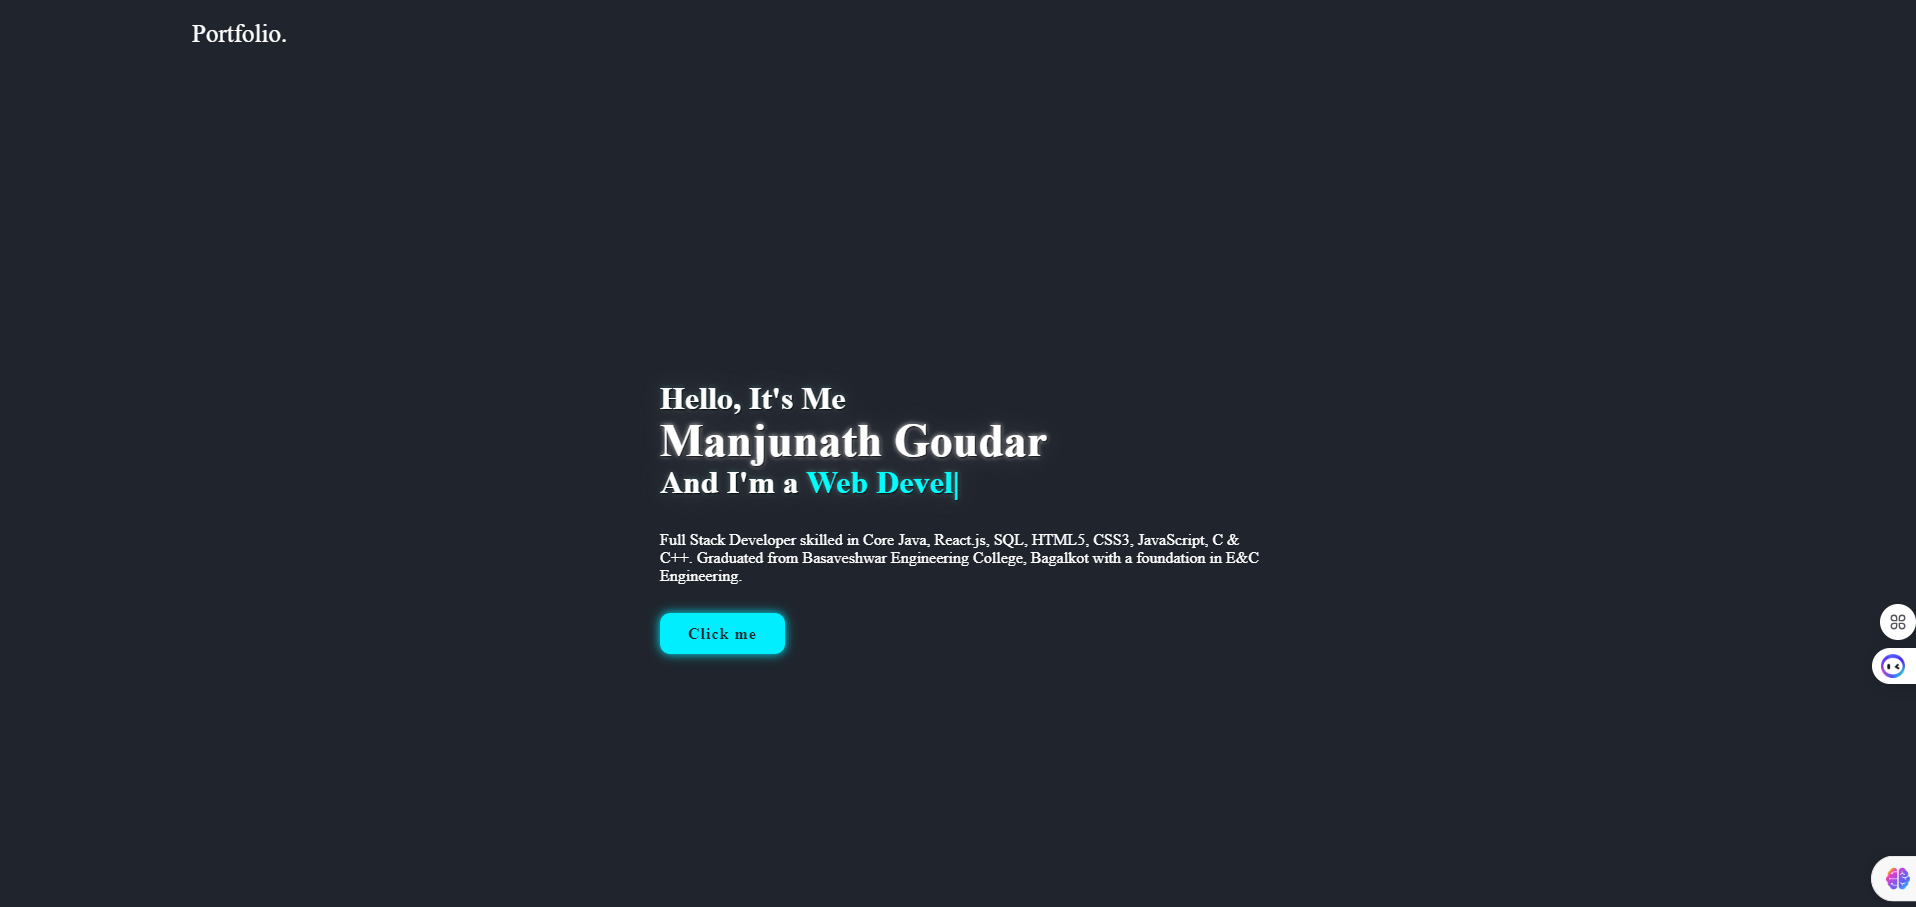 Portfolio.
Hello, It's Me
Manjunath Goudar
And I'm a Web Devel|
Full Stack Developer skilled in Core Java, React.js, SQL, HTML5, CSS3, JavaScript, C &
C++. Graduated from Basaveshwar Engineering College, Bagalkot with a foundation in E&C
Engineering.
Click me